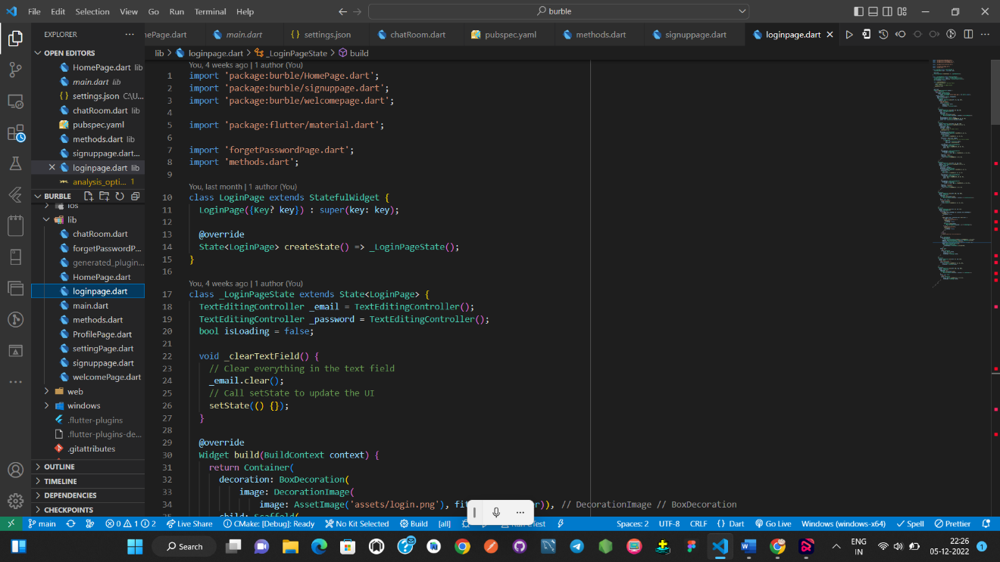 File Edit Selection View Go Run Terminal Help
burble
EXPLORER
OPEN EDITORS
HomePage.dart lib
main.dart lib
settings.json C:\U...
chatRoom.dart lib
pubspec.yaml
methods.dart lib
signuppage.dart...
loginpage.dart lib
analysis_opti... 1
BURBLE
ios
lib
chatRoom.dart
forgetPasswordP...
generated_plugin...
HomePage.dart
loginpage.dart
main.dart
methods.dart
ProfilePage.dart
settingPage.dart
signuppage.dart
welcomePage.dart
web
windows
.flutter-plugins
.flutter-plugins-de...
.gitattributes
OUTLINE
TIMELINE
DEPENDENCIES
CHECKPOINTS
mePage.dart main.dart settings.json chatRoom.dart pubspec.yaml methods.dart signuppage.dart loginpage.dart
lib > loginpage.dart > _LoginPageState > build
You, 4 weeks ago | 1 author (You)
1 import 'package:burble/HomePage.dart';
2 import 'package:burble/signuppage.dart';
3 import 'package:burble/welcomepage.dart';
4
5 import 'package:flutter/material.dart';
6
7 import 'forgetPasswordPage.dart';
8 import 'methods.dart';
9
You, last month | 1 author (You)
10 class LoginPage extends StatefulWidget {
11 LoginPage({Key? key}) : super(key: key);
12
13 @override
14 State<LoginPage> createState() => _LoginPageState();
15 }
16
You, 4 weeks ago | 1 author (You)
17 class _LoginPageState extends State<LoginPage> {
18 TextEditingController _email = TextEditingController();
19 TextEditingController _password = TextEditingController();
20 bool isLoading = false;
21
22 void _clearTextField() {
23 // Clear everything in the text field
24 _email.clear();
25 // Call setState to update the UI
26 setState(() {});
27 }
28
29 @override
30 Widget build(BuildContext context) {
31 return Container(
32 decoration: BoxDecoration(
33 image: DecorationImage(
34 image: AssetImage('assets/login.png'), fit r)), // DecorationImage // BoxDecoration
child: Scaffold(
main 0 1 2 Live Share CMake: [Debug]: Ready No Kit Selected Build [all] Run CTest Spaces: 2 UTF-8 CRLF { } Dart Go Live Windows (windows-x64) Spell Prettier
Search
ENG
IN
22:26
05-12-2022
1